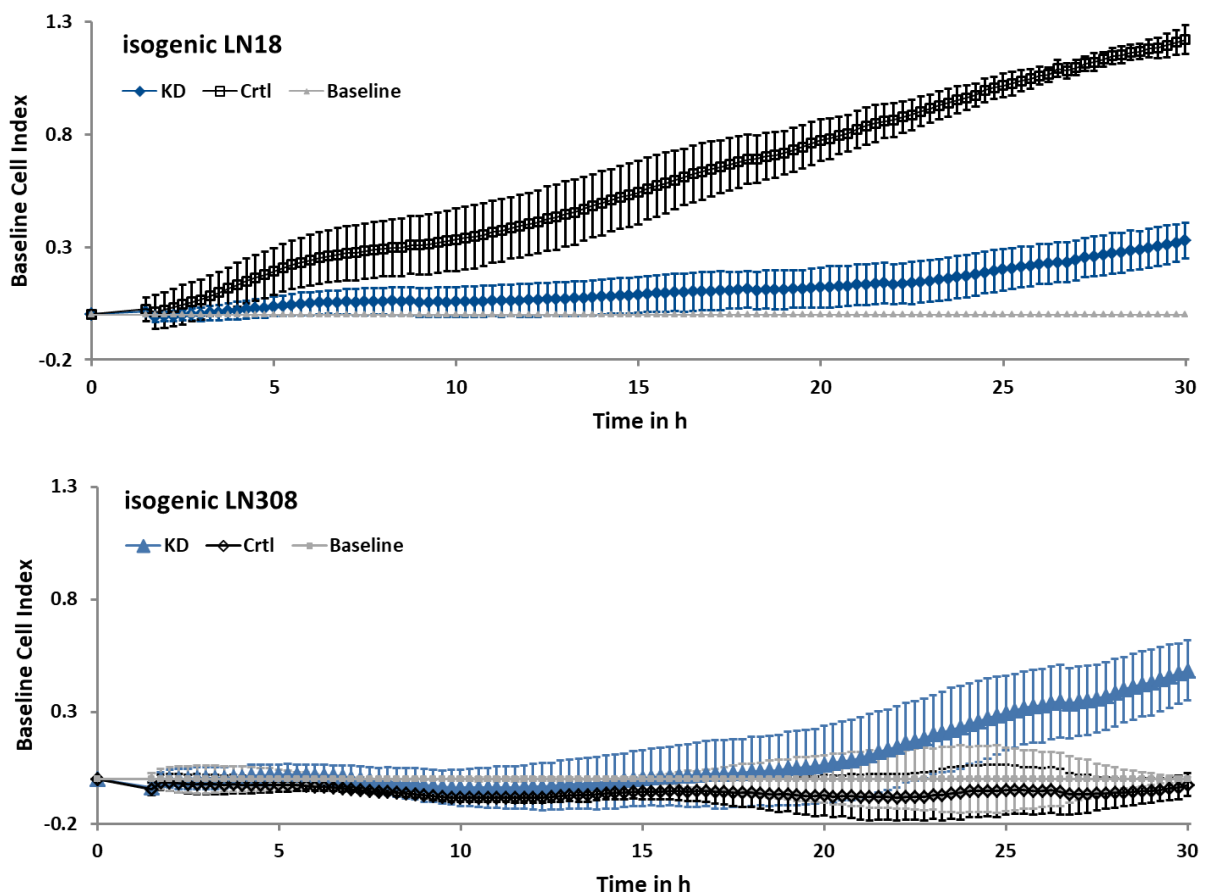 1.3
isogenic LN18
KD Crtl Baseline
0.8
Baseline Cell Index
0.3
-0.2
0 5 10 15 20 25 30
Time in h
1.3
isogenic LN308
KD Crtl Baseline
0.8
Baseline Cell Index
0.3
-0.2
0 5 10 15 20 25 30
Time in h